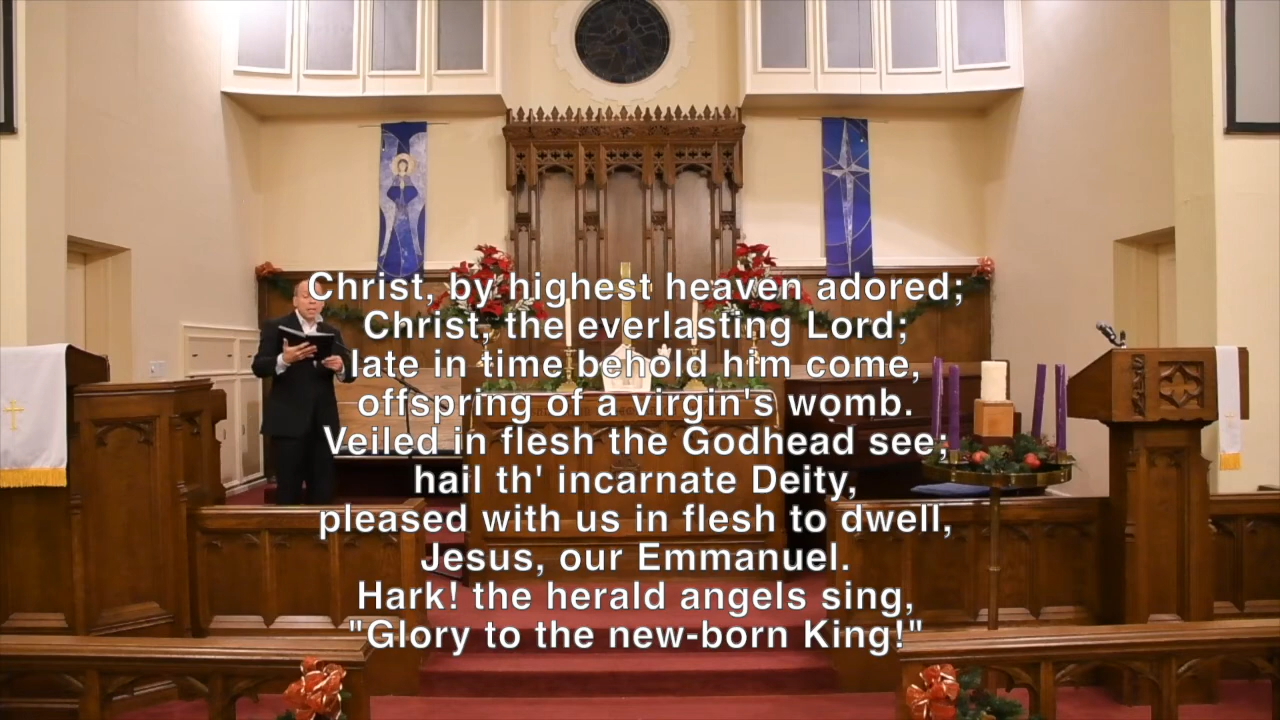 Christ, by highest heaven adored;
Christ, the everlasting Lord;
late in time behold him come,
offspring of a virgin's womb.
Veiled in flesh the Godhead see;
hail th' incarnate Deity,
pleased with us in flesh to dwell,
Jesus, our Emmanuel.
Hark! the herald angels sing,
"Glory to the new-born King!"